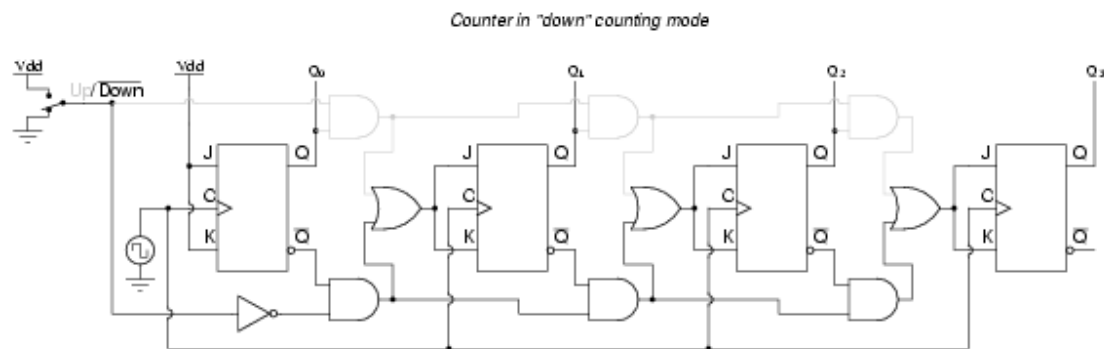 Counter in "down" counting mode
Vdd Vdd Q0 Q1 Q2 Q3
Up/Down
J Q J Q J Q J Q
C C C C
K Q K Q K Q K Q